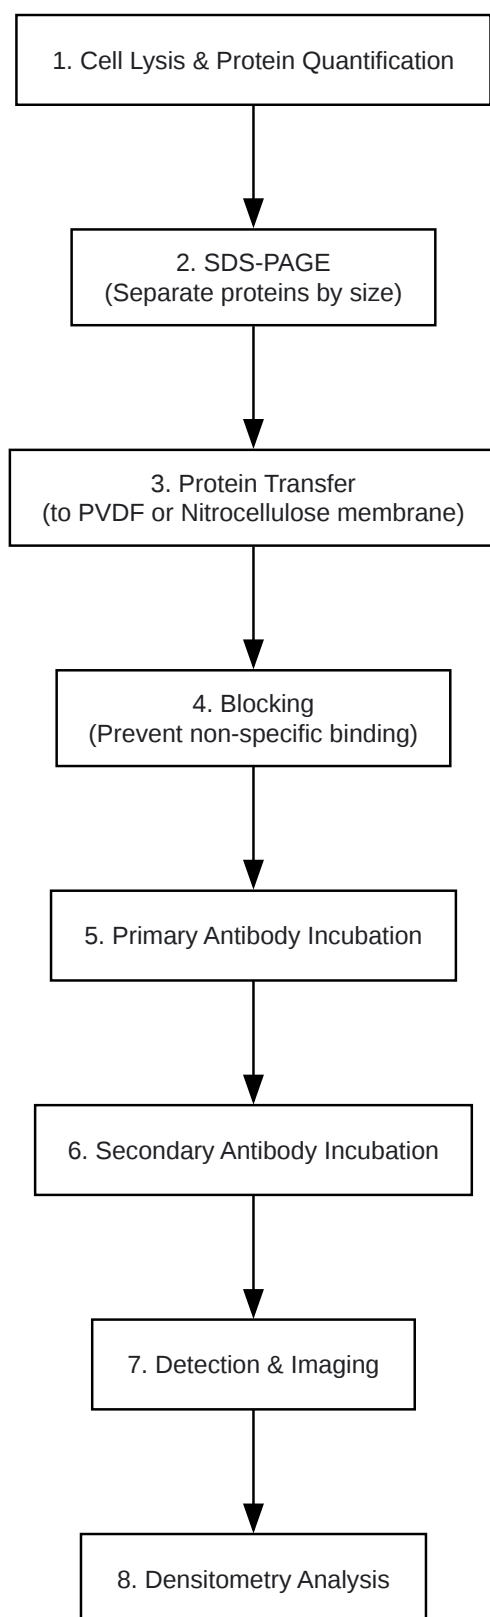 1. Cell Lysis & Protein Quantification
2. SDS-PAGE
(Separate proteins by size)
3. Protein Transfer
(to PVDF or Nitrocellulose membrane)
4. Blocking
(Prevent non-specific binding)
5. Primary Antibody Incubation
6. Secondary Antibody Incubation
7. Detection & Imaging
8. Densitometry Analysis